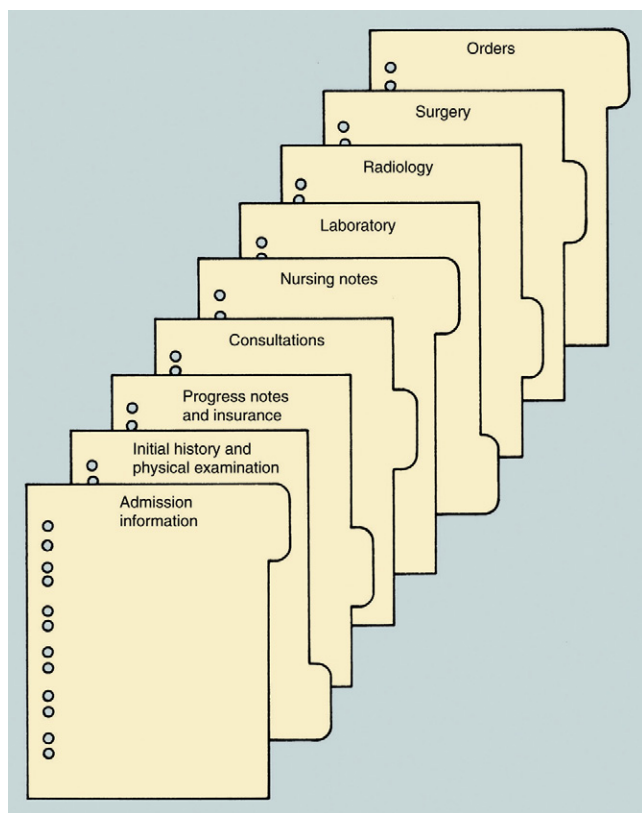 Orders
Surgery
Radiology
Laboratory
Nursing notes
Consultations
Progress notes
and insurance
Initial history and
physical examination
Admission
information